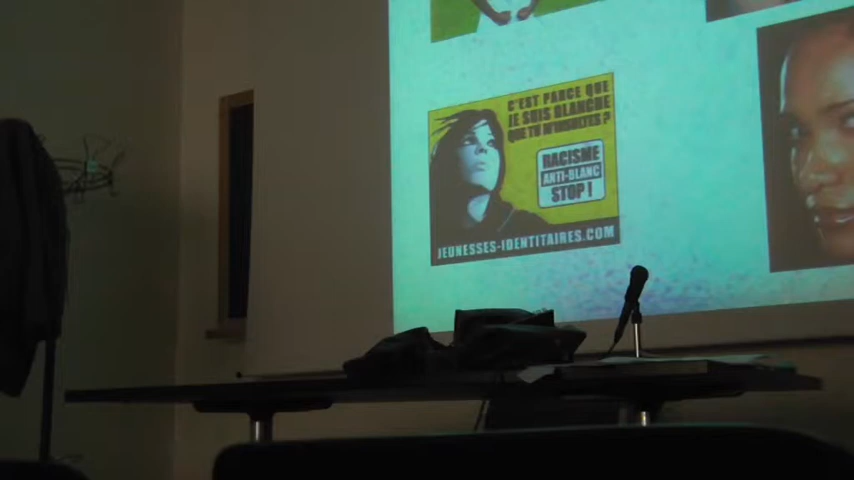 C'EST PARCE QUE
JE SUIS BLANCHE
QUE TU M'INSULTES ?
RACISME
ANTI-BLANC
STOP !
JEUNESSES-IDENTITAIRES.COM